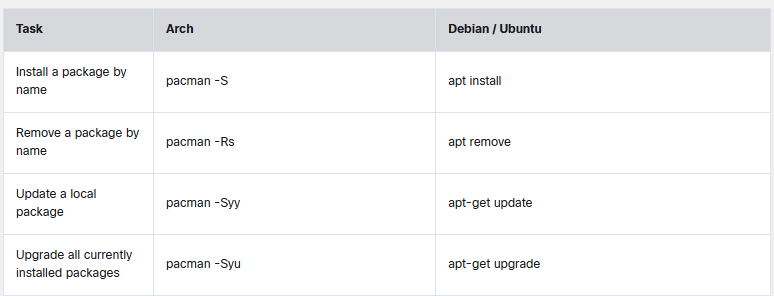 Task Arch Debian / Ubuntu
Install a package by
name
pacman -S apt install
Remove a package by
name
pacman -Rs apt remove
Update a local
package
pacman -Syy apt-get update
Upgrade all currently
installed packages
pacman -Syu apt-get upgrade